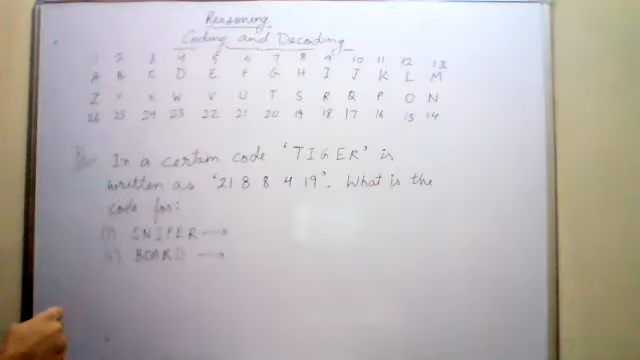 Reasoning
Coding and Decoding
1 2 3 4 5 6 7 8 9 10 11 12 13
A B C D E F G H I J K L M
Z Y X W V U T S R Q P O N
26 25 24 23 22 21 20 19 18 17 16 15 14
In a certain code 'TIGER' is
written as '21 8 8 4 19'. What is the
code for:
(i) SNIPER →
(ii) BOARD →